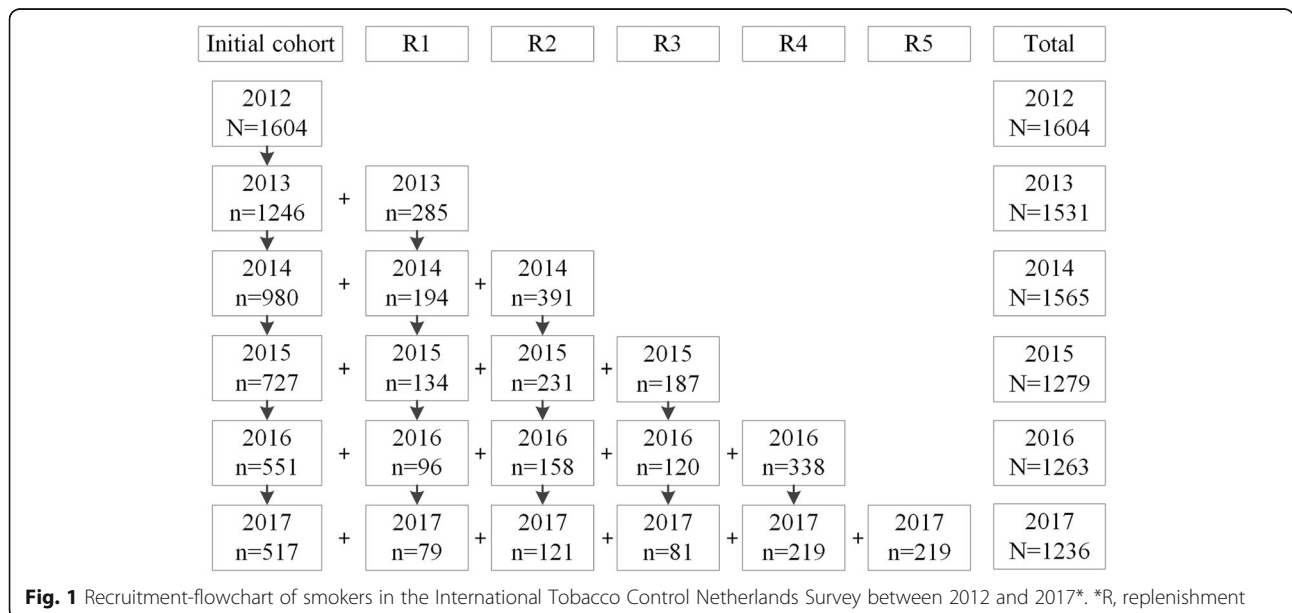 Initial cohort R1 R2 R3 R4 R5 Total
2012 2012
N=1604 N=1604
2013 2013 2013
n=1246 + n=285 N=1531
2014 2014 2014 2014
n=980 + n=194 + n=391 N=1565
2015 2015 2015 2015 2015
n=727 + n=134 + n=231 + n=187 N=1279
2016 2016 2016 2016 2016 2016
n=551 + n=96 + n=158 + n=120 + n=338 N=1263
2017 2017 2017 2017 2017 2017 2017
n=517 + n=79 + n=121 + n=81 + n=219 + n=219 N=1236
Fig. 1 Recruitment-flowchart of smokers in the International Tobacco Control Netherlands Survey between 2012 and 2017*. *R, replenishment